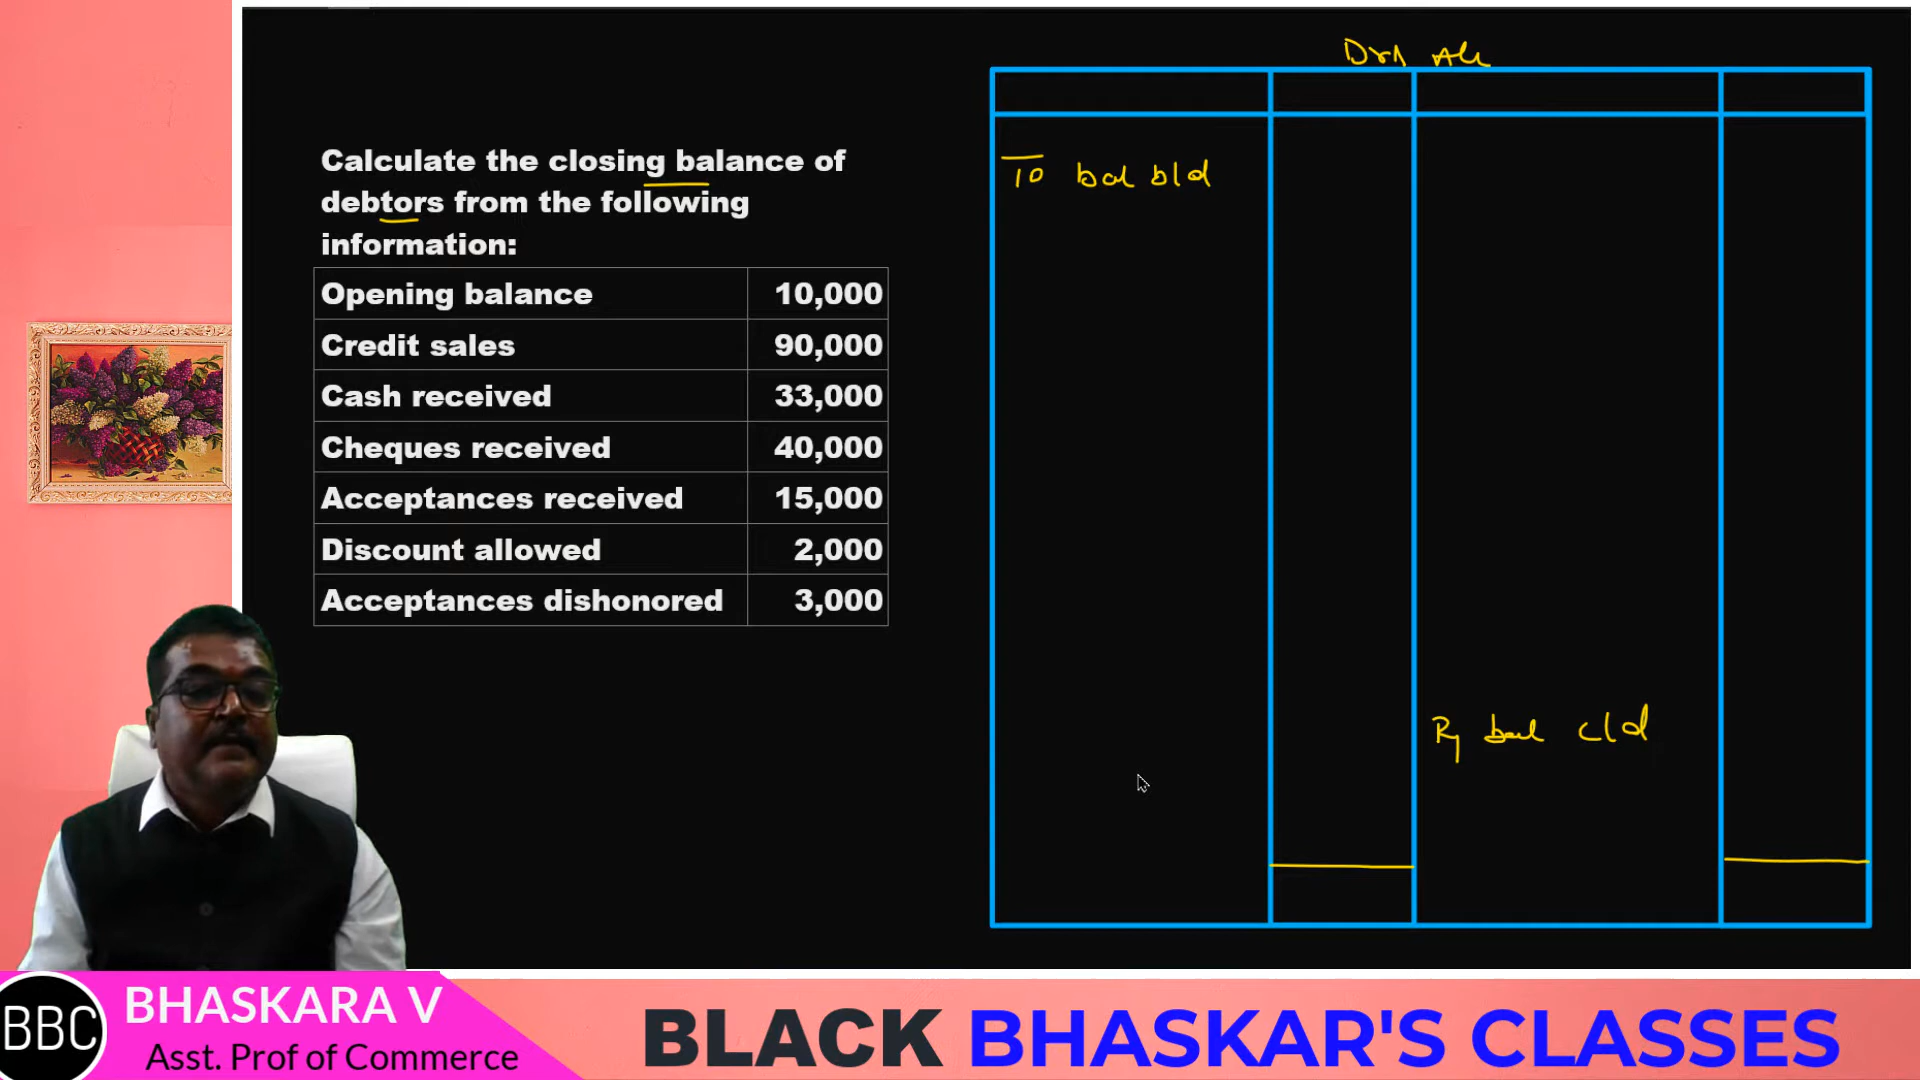 Drs A/c
Calculate the closing balance of
debtors from the following
information:
Opening balance 10,000
Credit sales 90,000
Cash received 33,000
Cheques received 40,000
Acceptances received 15,000
Discount allowed 2,000
Acceptances dishonored 3,000
To bal b/d
By bal c/d
BBC
BHASKARA V
Asst. Prof of Commerce
BLACK BHASKAR'S CLASSES